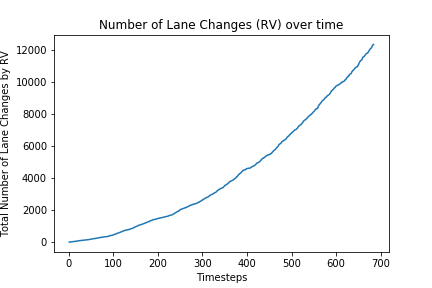 Number of Lane Changes (RV) over time
Total Number of Lane Changes by RV
12000
10000
8000
6000
4000
2000
0
0 100 200 300 400 500 600 700
Timesteps